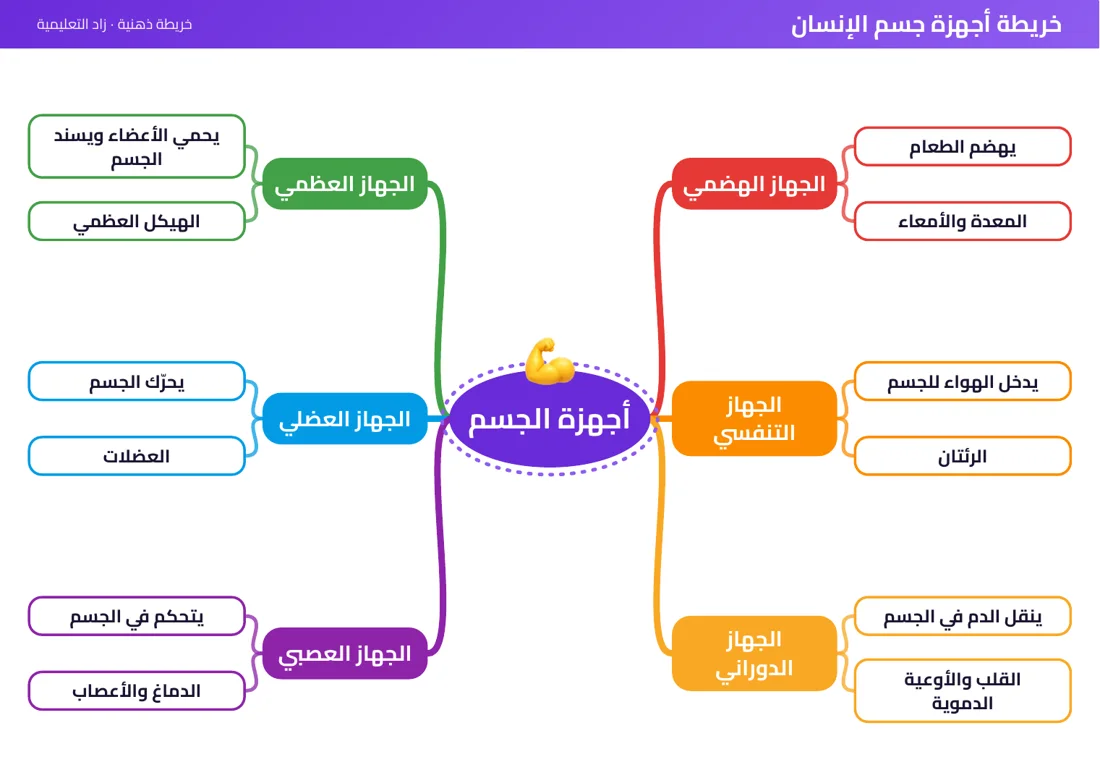 خريطة أجهزة جسم الإنسان
خريطة ذهنية · زاد التعليمية
أجهزة الجسم
الجهاز الهضمي
يهضم الطعام
المعدة والأمعاء
الجهاز
التنفسي
يدخل الهواء للجسم
الرئتان
الجهاز
الدوراني
ينقل الدم في الجسم
القلب والأوعية
الدموية
الجهاز العظمي
يحمي الأعضاء ويسند
الجسم
الهيكل العظمي
الجهاز العضلي
يحرّك الجسم
العضلات
الجهاز العصبي
يتحكم في الجسم
الدماغ والأعصاب